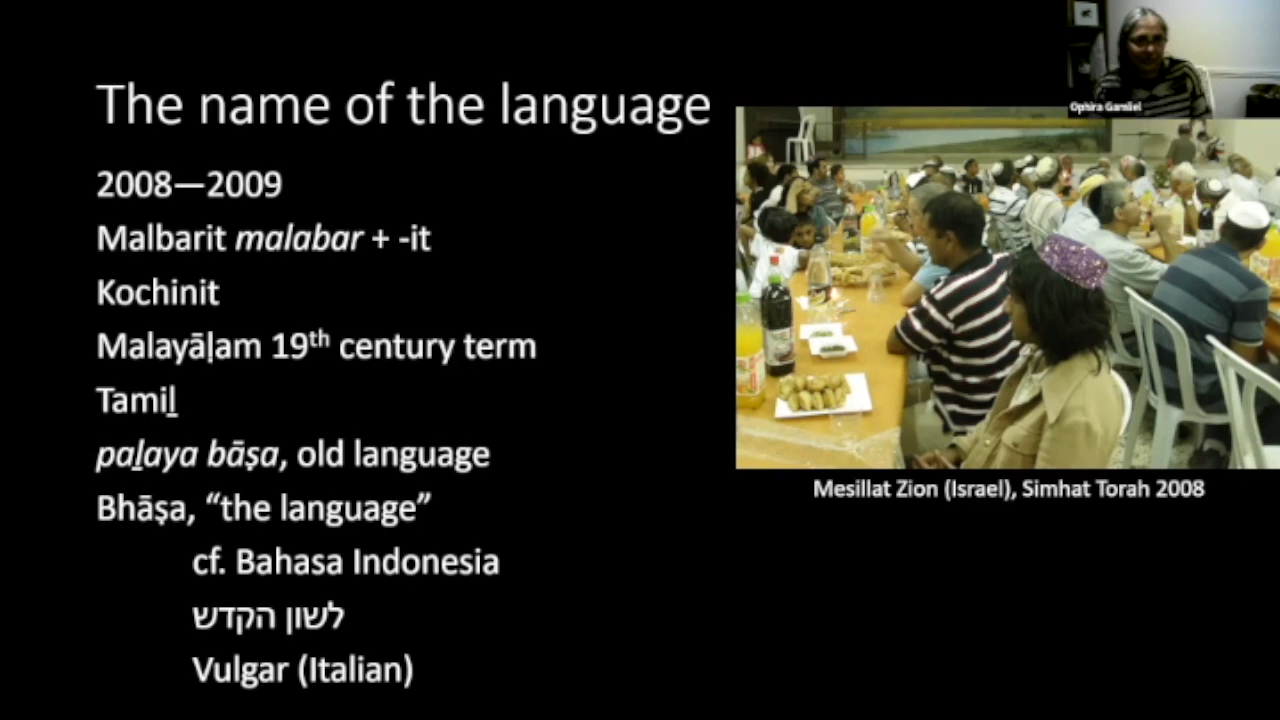 The name of the language
2008—2009
Malbarit malabar + -it
Kochinit
Malayāḷam 19th century term
Tamiḻ
paḻaya bāṣa, old language
Bhāṣa, “the language”
cf. Bahasa Indonesia
לשון הקדש
Vulgar (Italian)
Ophira Gamliel
Mesillat Zion (Israel), Simhat Torah 2008